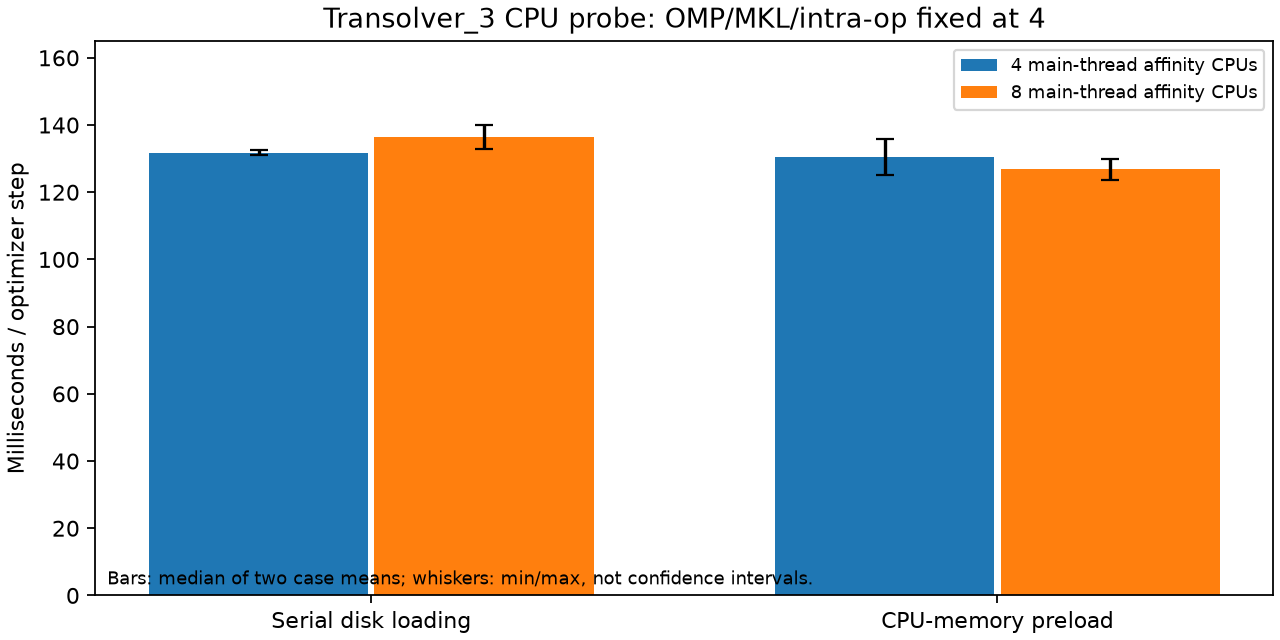 Transolver_3 CPU probe: OMP/MKL/intra-op fixed at 4
4 main-thread affinity CPUs
8 main-thread affinity CPUs
Milliseconds / optimizer step
160
140
120
100
80
60
40
20
0
Bars: median of two case means; whiskers: min/max, not confidence intervals.
Serial disk loading
CPU-memory preload